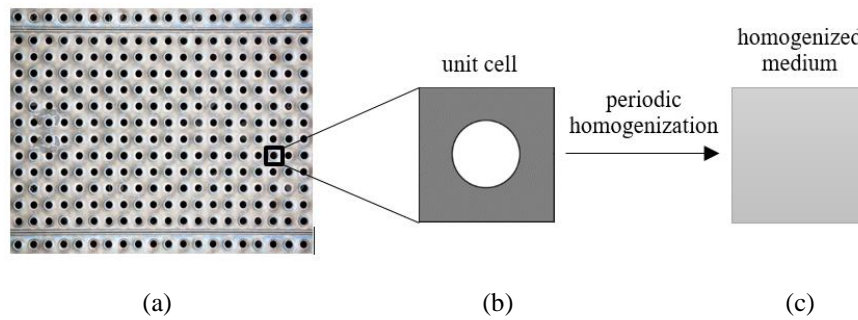 unit cell
periodic
homogenization
homogenized
medium
(a)
(b)
(c)